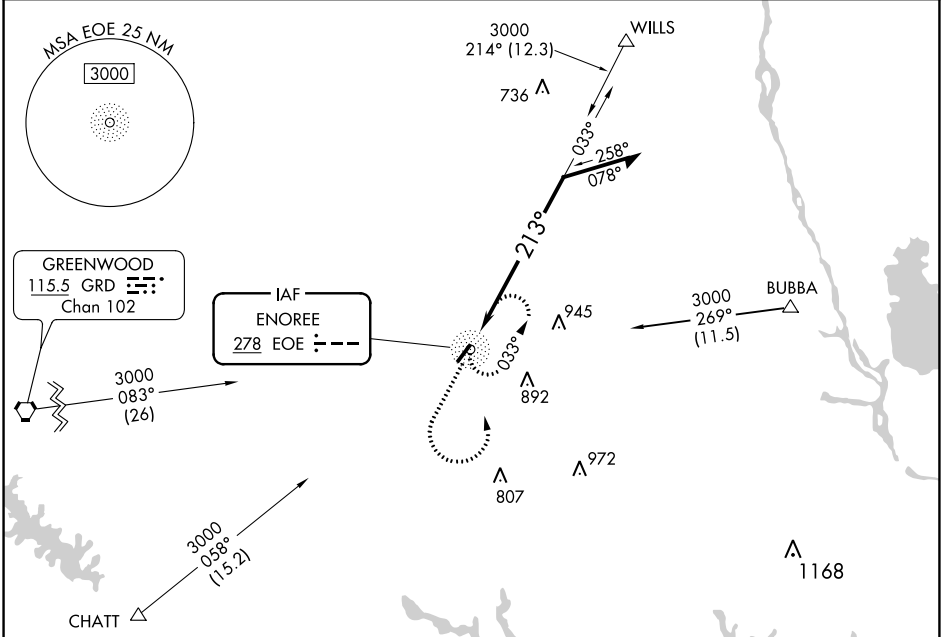 MSA EOE 25 NM
3000
3000
214° (12.3)
WILLS
736
033°
258°
078°
213°
GREENWOOD
115.5 GRD
Chan 102
IAF
ENOREE
278 EOE
945
033°
3000
269°
(11.5)
BUBBA
3000
083°
(26)
892
972
807
3000
058°
(15.2)
1168
CHATT